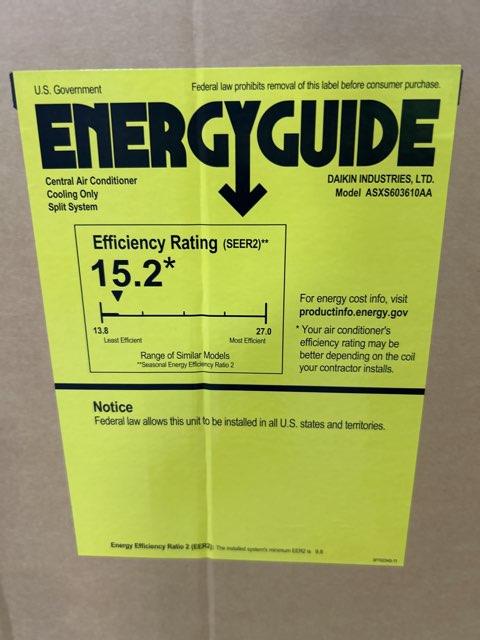 U.S. Government
Federal law prohibits removal of this label before consumer purchase.
ENERGYGUIDE
Central Air Conditioner
Cooling Only
Split System
DAIKIN INDUSTRIES, LTD.
Model ASXS603610AA
Efficiency Rating (SEER2)**
15.2*
13.8
27.0
Least Efficient
Most Efficient
Range of Similar Models
**Seasonal Energy Efficiency Ratio 2
For energy cost info, visit
productinfo.energy.gov
* Your air conditioner's
efficiency rating may be
better depending on the coil
your contractor installs.
Notice
Federal law allows this unit to be installed in all U.S. states and territories.
Energy Efficiency Ratio 2 (EER2): The installed system's minimum EER2 is 9.8